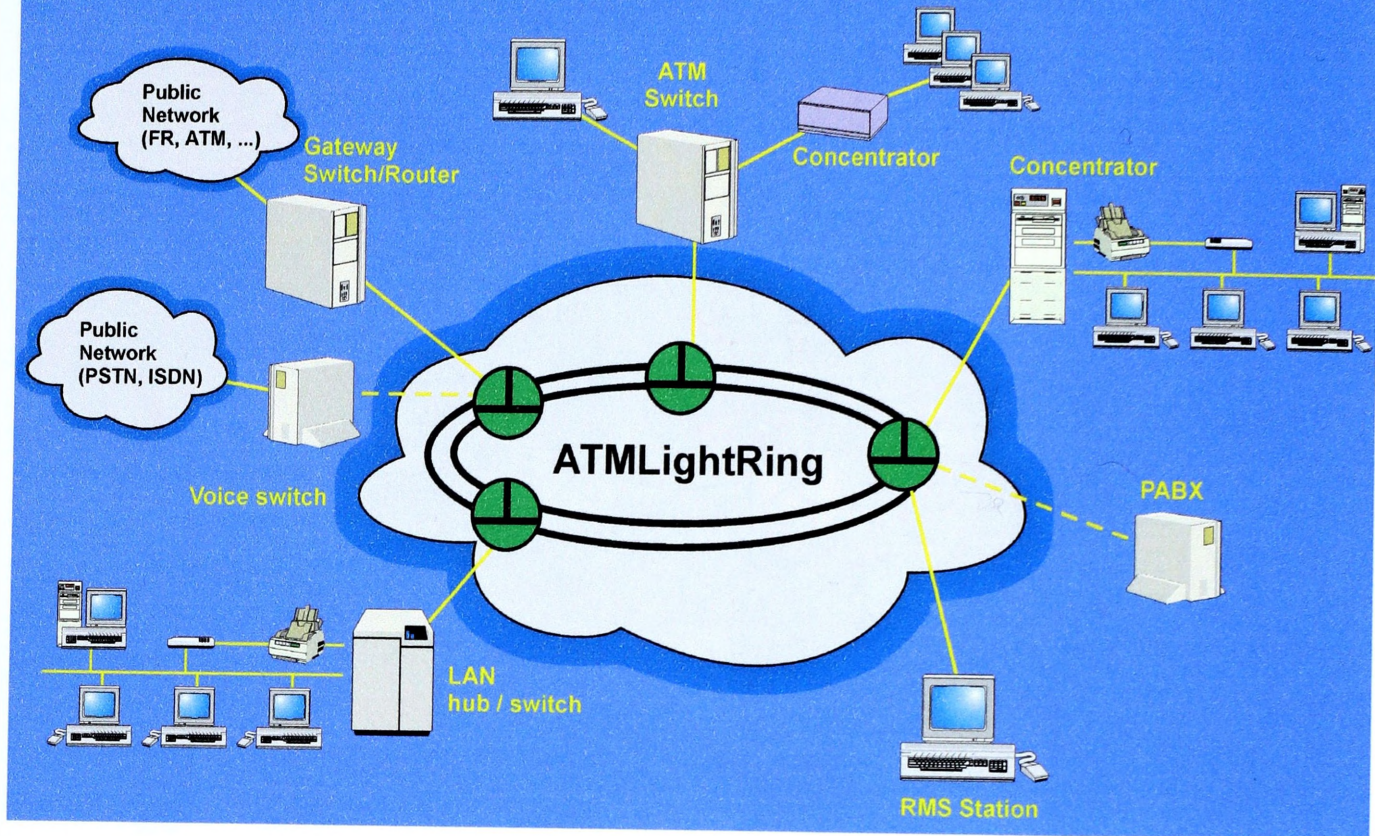 Public
Network
(FR, ATM, ...)
Gateway
Switch/Router
ATM
Switch
Concentrator
Concentrator
Public
Network
(PSTN, ISDN)
Voice switch
ATMLightRing
PABX
LAN
hub / switch
RMS Station